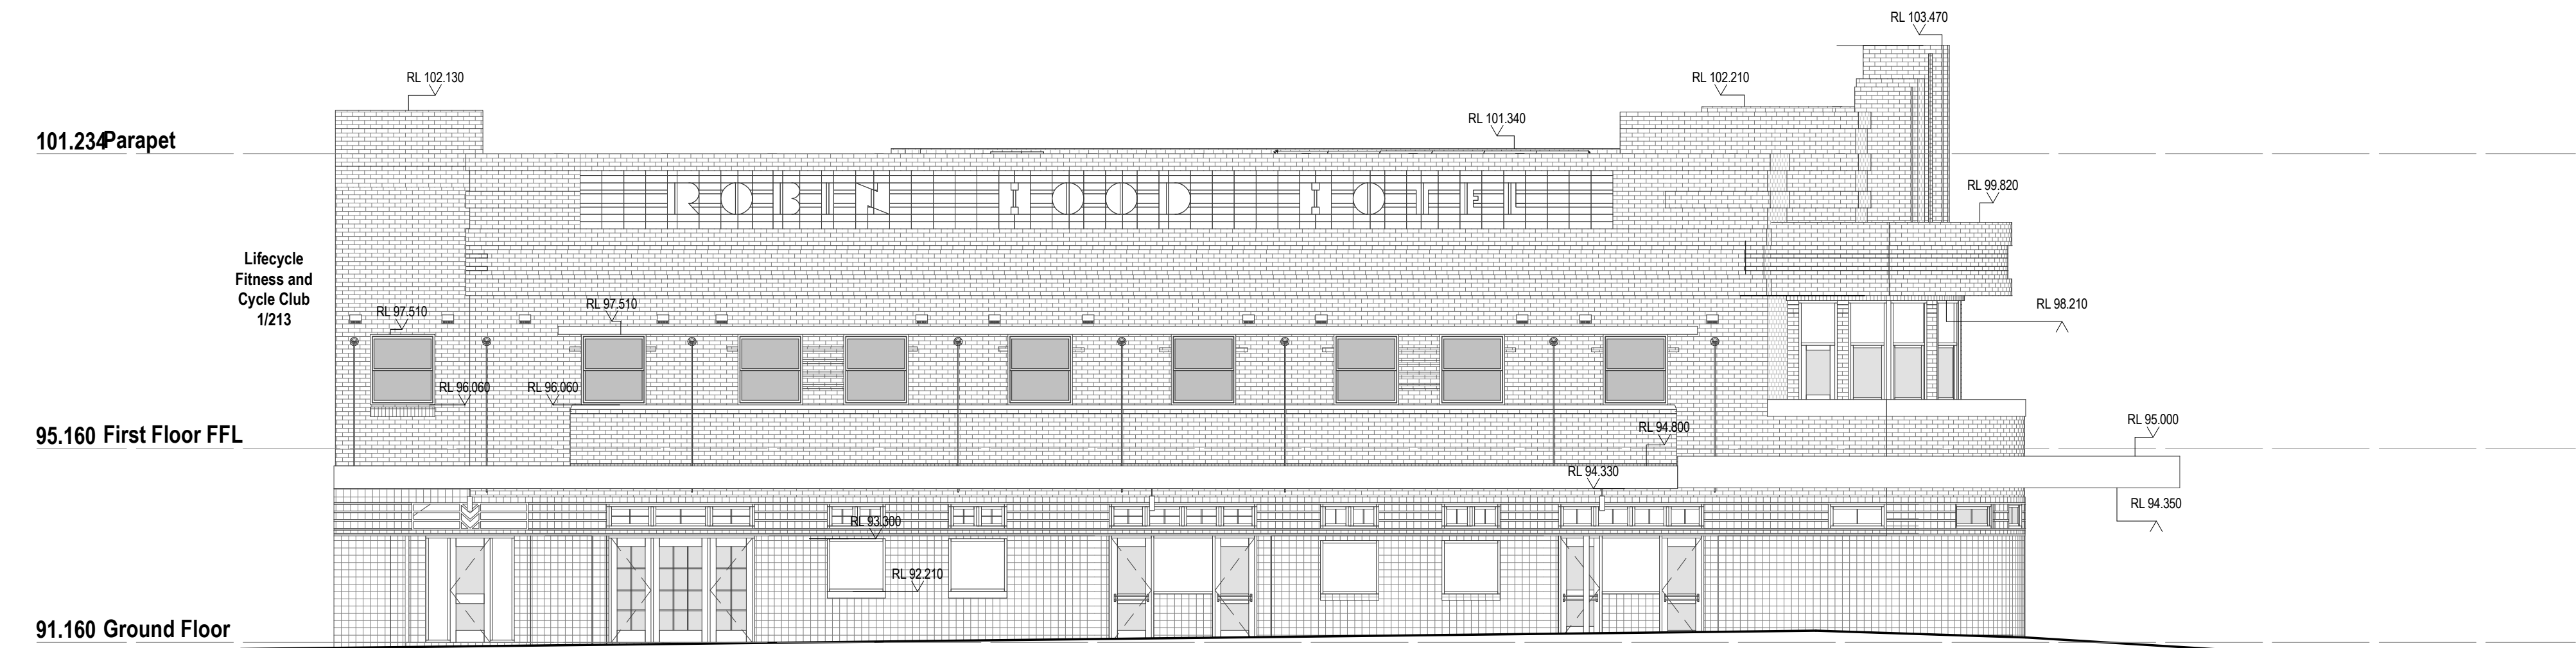 RL 103.470
RL 102.130
RL 102.210
RL 101.340
101.234 Parapet
ROBIN HOOD HOTEL
RL 99.820
Lifecycle
Fitness and
Cycle Club
1/213
RL 97.510
RL 97.510
RL 98.210
RL 96.060
RL 96.060
95.160 First Floor FFL
RL 94.800
RL 95.000
RL 94.330
RL 94.350
RL 93.300
RL 92.210
91.160 Ground Floor